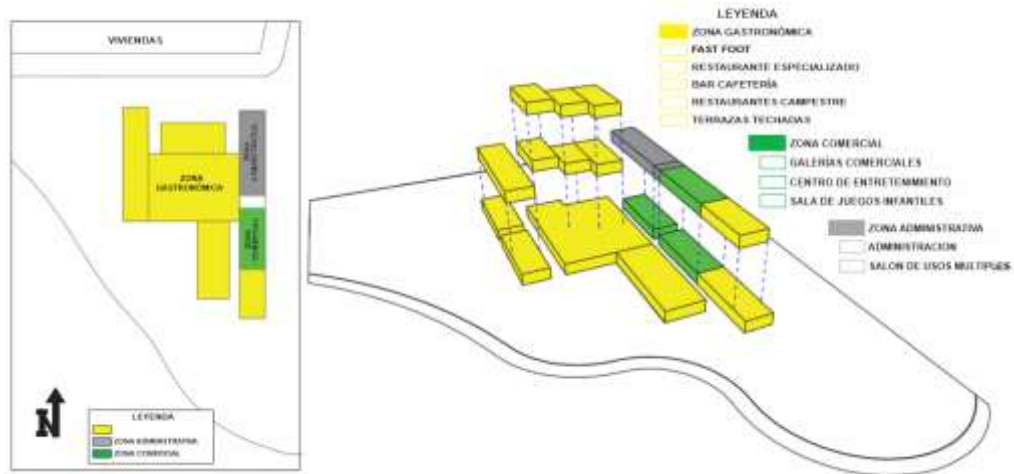 VIVIENDAS
ZONA
GASTRONÓMICA
ZONA
ADMINISTRATIVA
ZONA
COMERCIAL
N
LEYENDA
ZONA ADMINISTRATIVA
ZONA COMERCIAL
LEYENDA
ZONA GASTRONÓMICA
FAST FOOT
RESTAURANTE ESPECIALIZADO
BAR CAFETERÍA
RESTAURANTES CAMPESTRE
TERRAZAS TECHADAS
ZONA COMERCIAL
GALERÍAS COMERCIALES
CENTRO DE ENTRETENIMIENTO
SALA DE JUEGOS INFANTILES
ZONA ADMINISTRATIVA
ADMINISTRACION
SALON DE USOS MULTIPLES